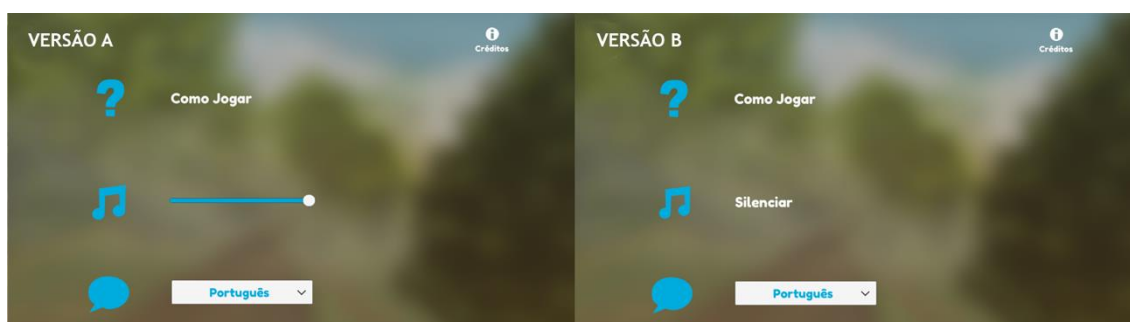 VERSÃO A
Créditos
Como Jogar
Português
VERSÃO B
Créditos
Como Jogar
Silenciar
Português